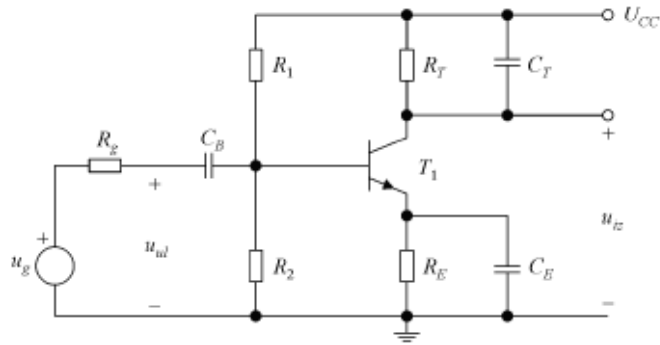 U_CC
R_1
R_T
C_T
R_g
C_B
+
+
T_1
+
u_g
u_ul
R_2
R_E
C_E
u_iz
−
−